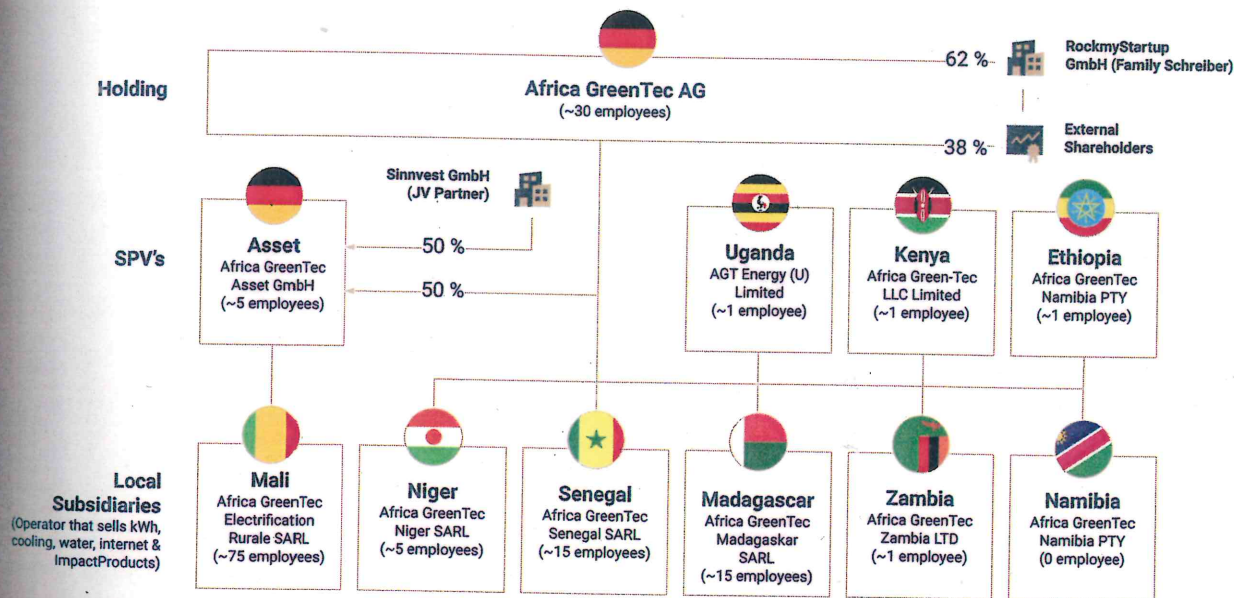 Holding
Africa GreenTec AG
(~30 employees)
62 %
RockmyStartup
GmbH (Family Schreiber)
38 %
External
Shareholders
SPV's
Asset
Africa GreenTec
Asset GmbH
(~5 employees)
Sinnvest GmbH
(JV Partner)
50 %
50 %
Uganda
AGT Energy (U)
Limited
(~1 employee)
Kenya
Africa Green-Tec
LLC Limited
(~1 employee)
Ethiopia
Africa GreenTec
Namibia PTY
(~1 employee)
Local
Subsidiaries
(Operator that sells kWh,
cooling, water, internet &
ImpactProducts)
Mali
Africa GreenTec
Electrification
Rurale SARL
(~75 employees)
Niger
Africa GreenTec
Niger SARL
(~5 employees)
Senegal
Africa GreenTec
Senegal SARL
(~15 employees)
Madagascar
Africa GreenTec
Madagaskar
SARL
(~15 employees)
Zambia
Africa GreenTec
Zambia LTD
(~1 employee)
Namibia
Africa GreenTec
Namibia PTY
(0 employee)